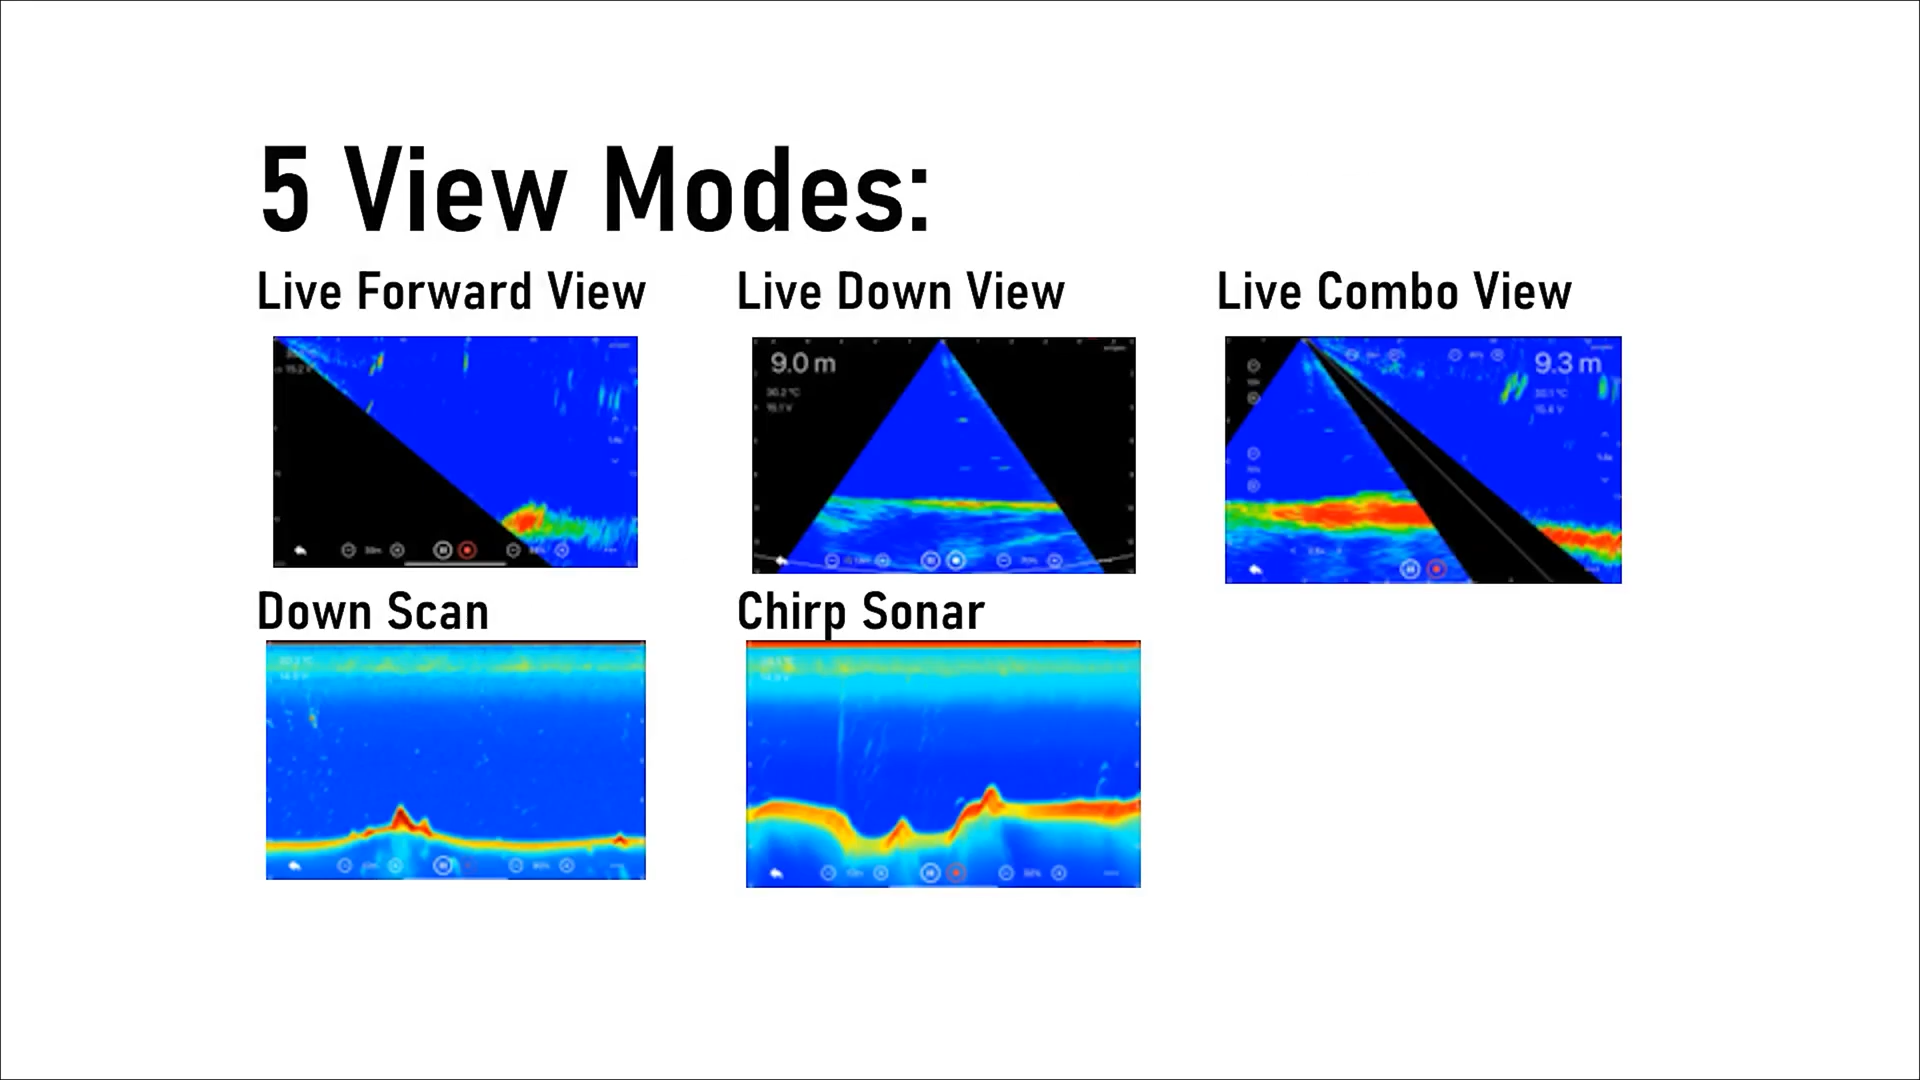 5 View Modes:
Live Forward View
Live Down View
Live Combo View
9.0 m
9.3 m
Down Scan
Chirp Sonar